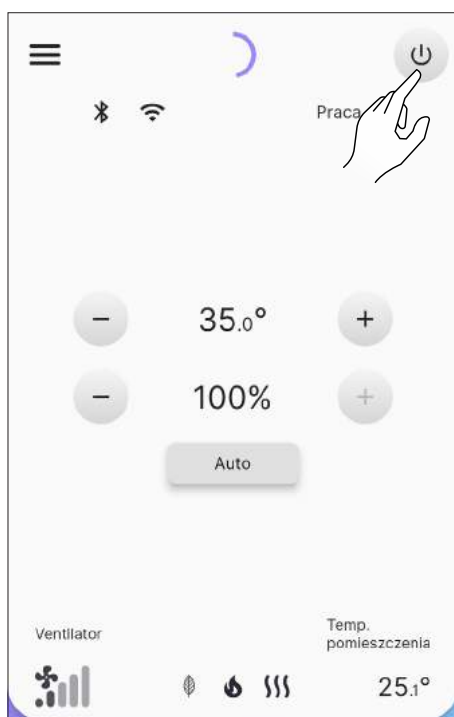 Praca
35.0°
100%
Auto
Ventilator
Temp.
pomieszczenia
25.1°